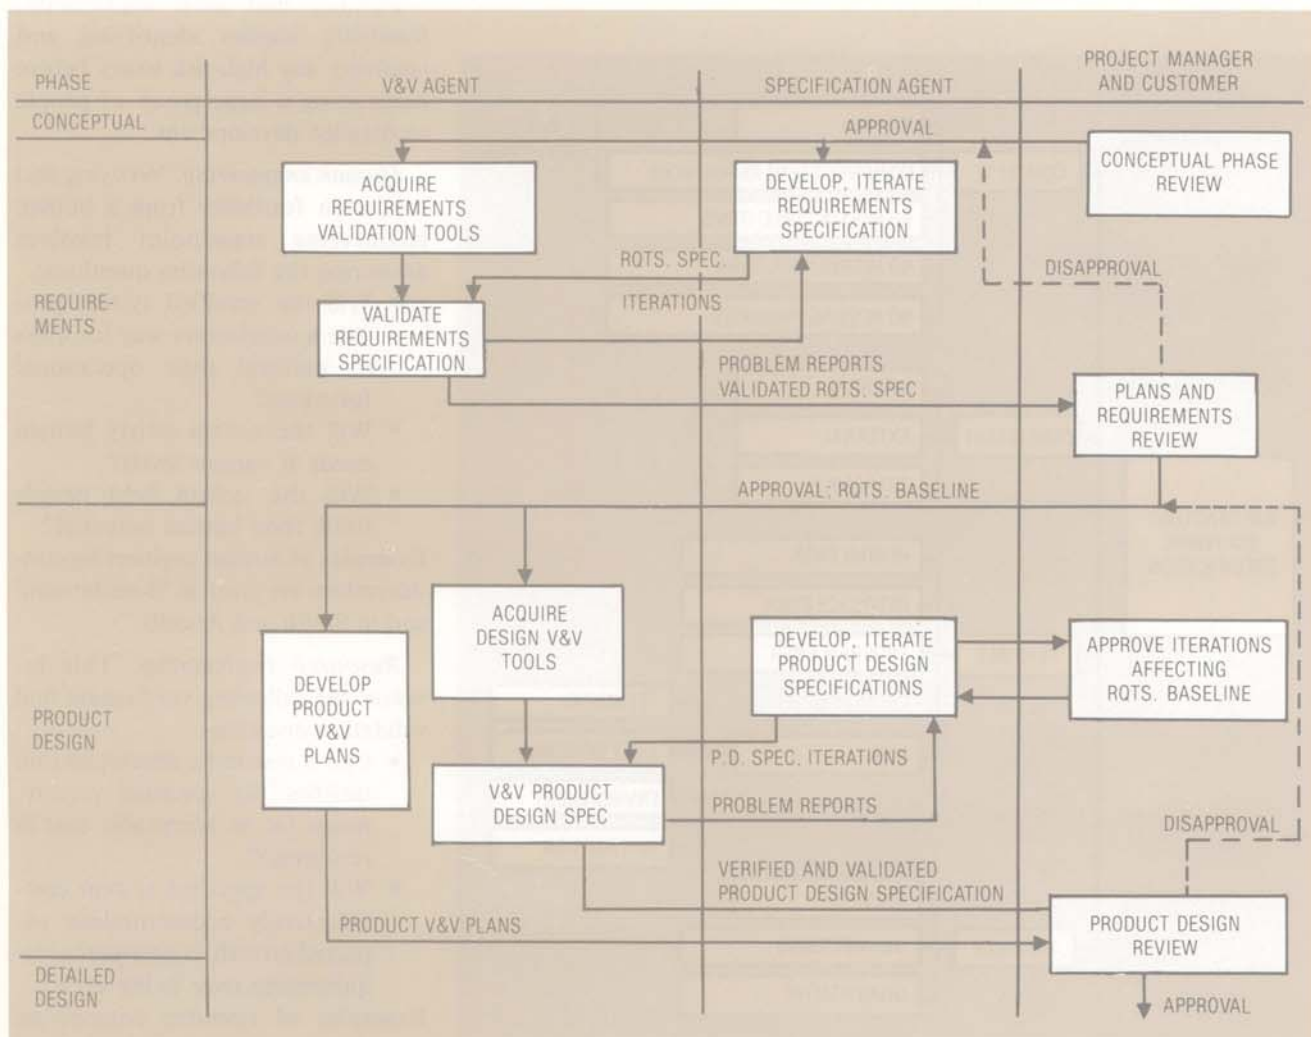 PHASE
V&V AGENT
SPECIFICATION AGENT
PROJECT MANAGER
AND CUSTOMER
CONCEPTUAL
APPROVAL
CONCEPTUAL PHASE
REVIEW
ACQUIRE
REQUIREMENTS
VALIDATION TOOLS
DEVELOP, ITERATE
REQUIREMENTS
SPECIFICATION
RQTS. SPEC.
ITERATIONS
DISAPPROVAL
REQUIRE-
MENTS
VALIDATE
REQUIREMENTS
SPECIFICATION
PROBLEM REPORTS
VALIDATED RQTS. SPEC
PLANS AND
REQUIREMENTS
REVIEW
APPROVAL; RQTS. BASELINE
ACQUIRE
DESIGN V&V
TOOLS
DEVELOP
PRODUCT
V&V
PLANS
DEVELOP, ITERATE
PRODUCT DESIGN
SPECIFICATIONS
APPROVE ITERATIONS
AFFECTING
RQTS. BASELINE
PRODUCT
DESIGN
P.D. SPEC, ITERATIONS
V&V PRODUCT
DESIGN SPEC
PROBLEM REPORTS
DISAPPROVAL
VERIFIED AND VALIDATED
PRODUCT DESIGN SPECIFICATION
PRODUCT V&V PLANS
PRODUCT DESIGN
REVIEW
DETAILED
DESIGN
APPROVAL